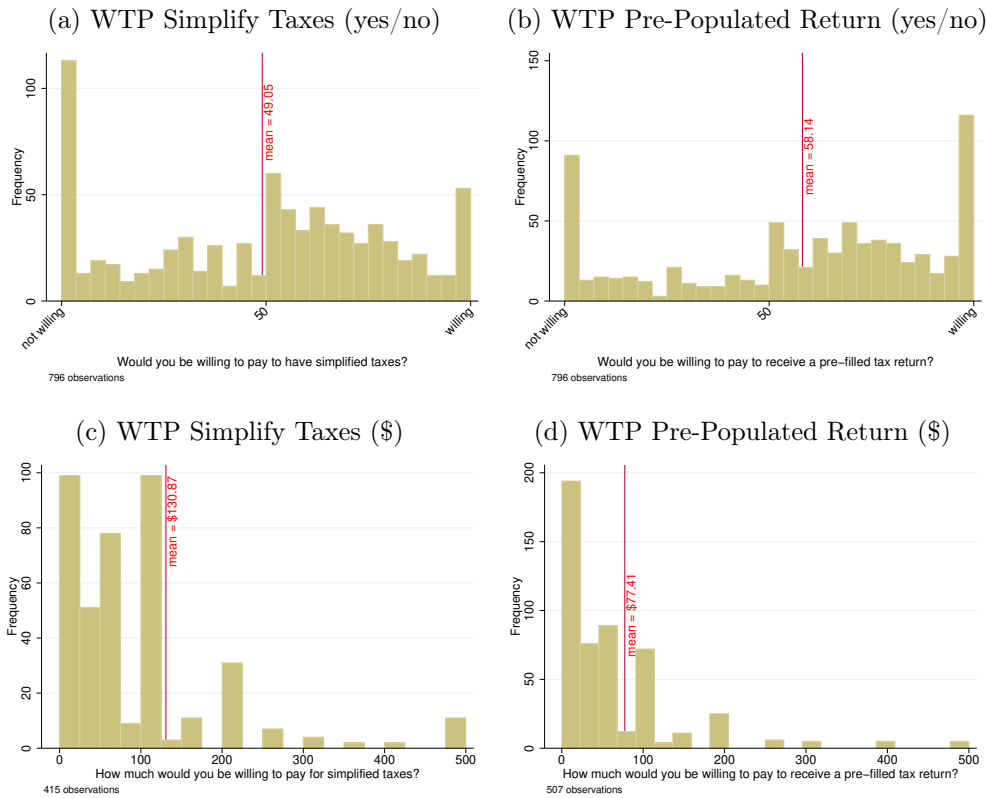 (a) WTP Simplify Taxes (yes/no)
Frequency
0
50
100
mean = 49.05
not willing
50
willing
Would you be willing to pay to have simplified taxes?
796 observations
(b) WTP Pre-Populated Return (yes/no)
Frequency
0
50
100
150
mean = 58.14
not willing
50
willing
Would you be willing to pay to receive a pre−filled tax return?
796 observations
(c) WTP Simplify Taxes ($)
Frequency
0
20
40
60
80
100
mean = $130.87
0
100
200
300
400
500
How much would you be willing to pay for simplified taxes?
415 observations
(d) WTP Pre-Populated Return ($)
Frequency
0
50
100
150
200
mean = $77.41
0
100
200
300
400
500
How much would you be willing to pay to receive a pre−filled tax return?
507 observations